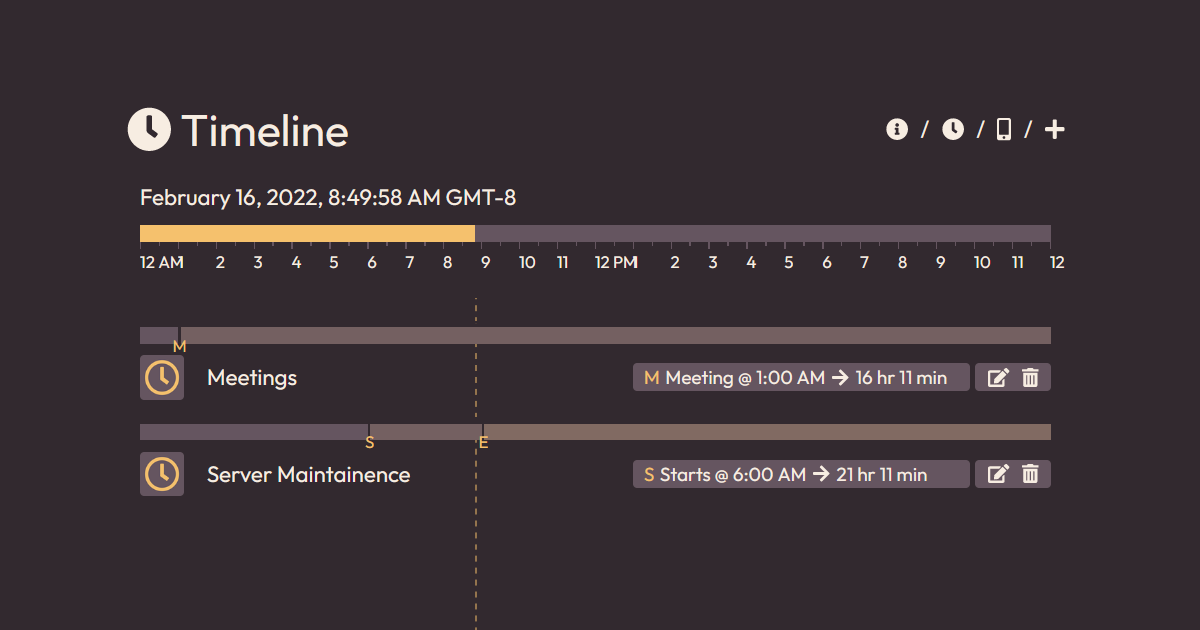 Timeline
/ / /
February 16, 2022, 8:49:58 AM GMT-8
12 AM 1 2 3 4 5 6 7 8 9 10 11 12 PM 1 2 3 4 5 6 7 8 9 10 11 12
M
Meetings
M Meeting @ 1:00 AM → 16 hr 11 min
S E
Server Maintainence
S Starts @ 6:00 AM → 21 hr 11 min